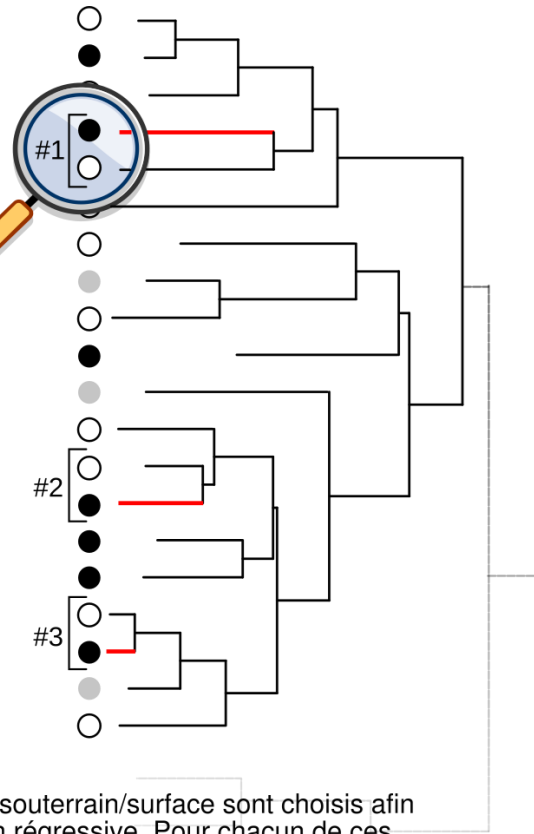 #1
#2
#3
souterrain/surface sont choisis afin
régressive. Pour chacun de ces